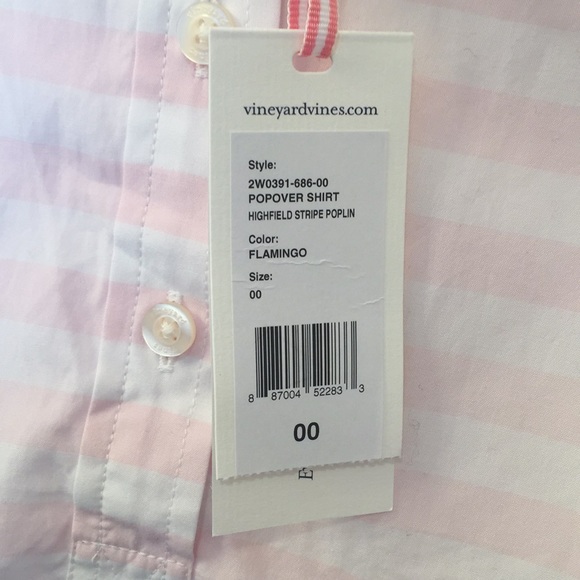 vineyardvines.com
Style:
2W0391-686-00
POPOVER SHIRT
HIGHFIELD STRIPE POPLIN
Color:
FLAMINGO
Size:
00
8 87004 52283 3
00
E